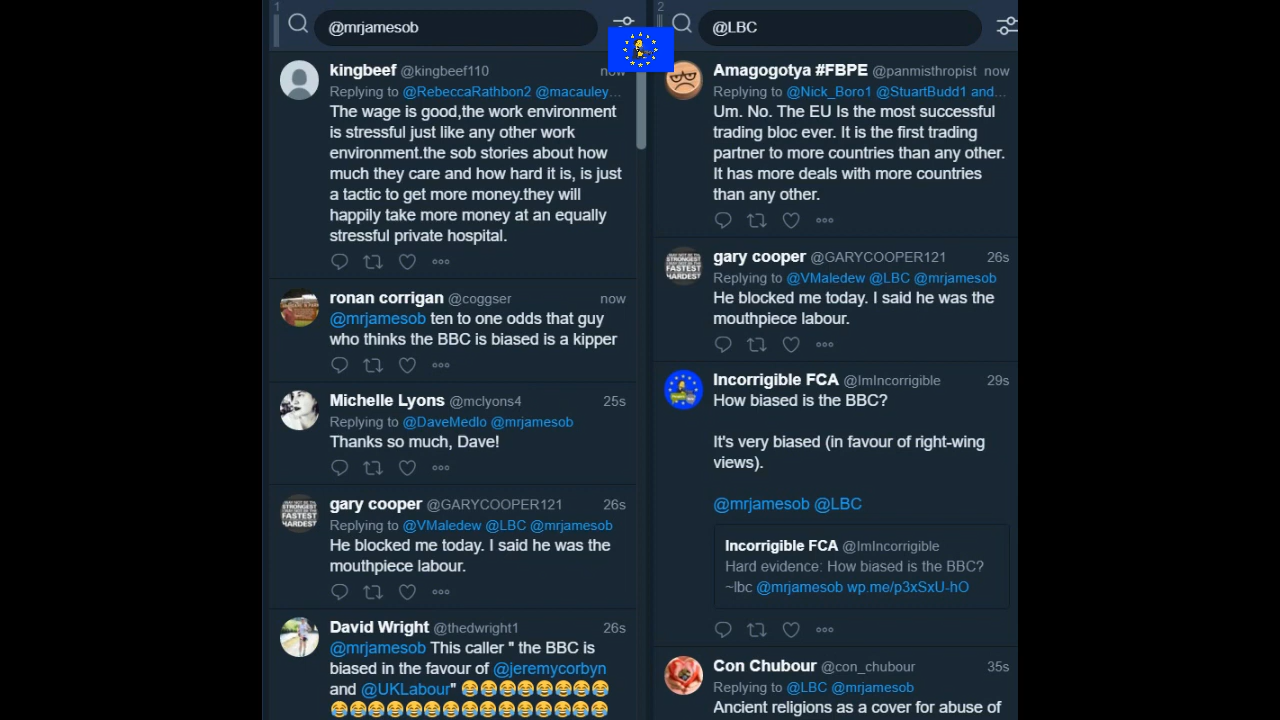 1
@mrjamesob
kingbeef @kingbeef110 now
Replying to @RebeccaRathbon2 @macauley...
The wage is good,the work environment
is stressful just like any other work
environment.the sob stories about how
much they care and how hard it is, is just
a tactic to get more money.they will
happily take more money at an equally
stressful private hospital.
ronan corrigan @coggser now
@mrjamesob ten to one odds that guy
who thinks the BBC is biased is a kipper
Michelle Lyons @mclyons4 25s
Replying to @DaveMedlo @mrjamesob
Thanks so much, Dave!
gary cooper @GARYCOOPER121 26s
Replying to @VMaledew @LBC @mrjamesob
He blocked me today. I said he was the
mouthpiece labour.
David Wright @thedwright1 26s
@mrjamesob This caller " the BBC is
biased in the favour of @jeremycorbyn
and @UKLabour" 😂😂😂😂😂😂😂😂😂
😂😂😂😂😂😂😂😂😂😂😂😂😂😂😂
2
@LBC
Amagogotya #FBPE @panmisthropist now
Replying to @Nick_Boro1 @StuartBudd1 and...
Um. No. The EU Is the most successful
trading bloc ever. It is the first trading
partner to more countries than any other.
It has more deals with more countries
than any other.
gary cooper @GARYCOOPER121 26s
Replying to @VMaledew @LBC @mrjamesob
He blocked me today. I said he was the
mouthpiece labour.
Incorrigible FCA @ImIncorrigible 29s
How biased is the BBC?
It's very biased (in favour of right-wing
views).
@mrjamesob @LBC
Incorrigible FCA @ImIncorrigible
Hard evidence: How biased is the BBC?
~lbc @mrjamesob wp.me/p3xSxU-hO
Con Chubour @con_chubour 35s
Replying to @LBC @mrjamesob
Ancient religions as a cover for abuse of